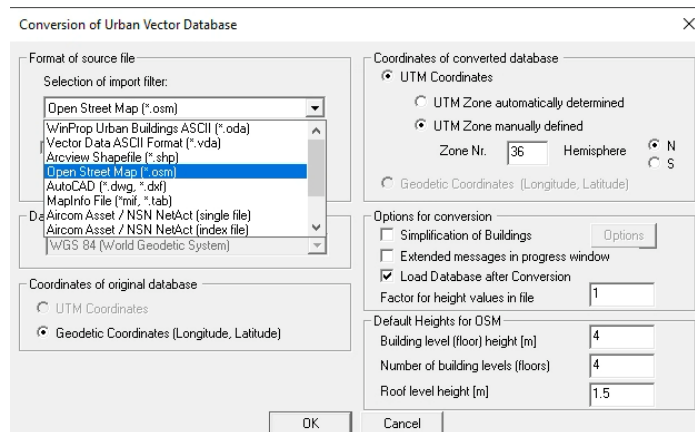 Conversion of Urban Vector Database
Format of source file
Selection of import filter:
Open Street Map (*.osm)
WinProp Urban Buildings ASCII (*.oda)
Vector Data ASCII Format (*.vda)
Arcview Shapefile (*.shp)
Open Street Map (*.osm)
AutoCAD (*.dwg, *.dxf)
MapInfo File (*mif, *.tab)
Aircom Asset / NSN NetAct (single file)
Aircom Asset / NSN NetAct (index file)
WGS 84 (World Geodetic System)
Coordinates of original database
UTM Coordinates
Geodetic Coordinates (Longitude, Latitude)
Coordinates of converted database
UTM Coordinates
UTM Zone automatically determined
UTM Zone manually defined
Zone Nr. 36 Hemisphere N
S
Geodetic Coordinates (Longitude, Latitude)
Options for conversion
Simplification of Buildings Options
Extended messages in progress window
Load Database after Conversion
Factor for height values in file 1
Default Heights for OSM
Building level (floor) height [m] 4
Number of building levels (floors) 4
Roof level height [m] 1.5
OK Cancel